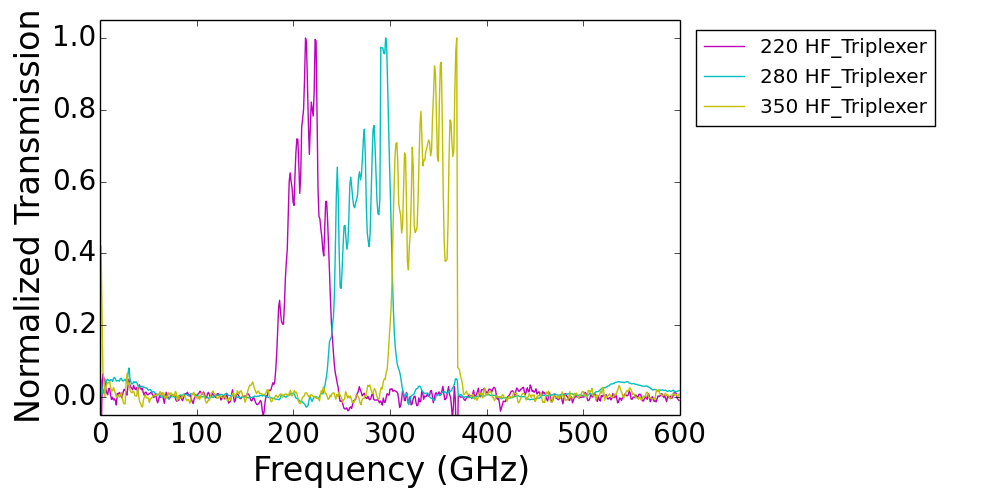 1.0
0.8
0.6
0.4
0.2
0.0
Normalized Transmission
0 100 200 300 400 500 600
Frequency (GHz)
220 HF_Triplexer
280 HF_Triplexer
350 HF_Triplexer